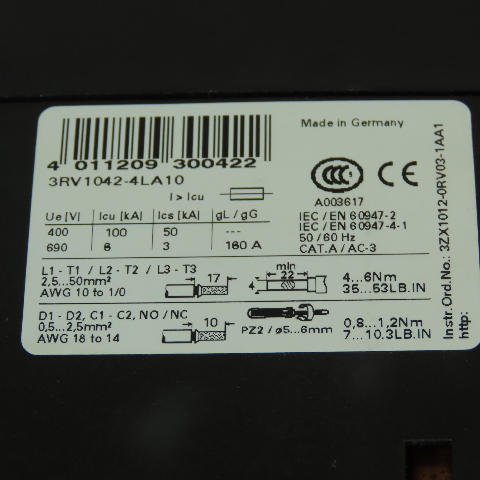 4 011209 300422
Made in Germany
3RV1042-4LA10
I > Icu
CCC
CE
A003617
Ue [V] Icu [kA] Ics [kA] gL / gG
400 100 50 ---
690 6 3 160 A
IEC / EN 60947-2
IEC / EN 60947-4-1
50 / 60 Hz
CAT.A / AC-3
L1 - T1 / L2 - T2 / L3 - T3
2,5...50mm²
AWG 10 to 1/0
17
min
22
4
4...6Nm
35...53LB.IN
D1 - D2, C1 - C2, NO / NC
0,5...2,5mm²
AWG 18 to 14
10
PZ2 / ø5...6mm
0,8...1,2Nm
7...10.3LB.IN
Instr.Ord.No.: 3ZX1012-0RV03-1AA1
http: